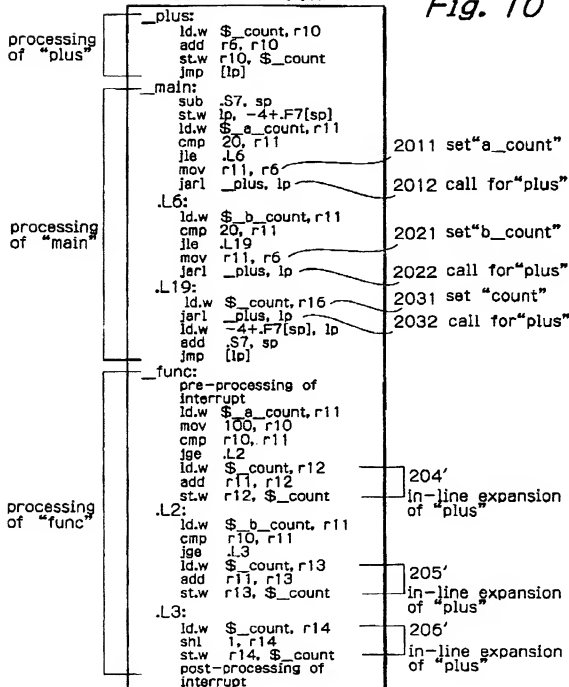 Fig. 10
_plus:
ld.w $_count, r10
add r6, r10
st.w r10, $_count
jmp [lp]
processing
of "plus"
_main:
sub .S7, sp
st.w lp, -4+.F7[sp]
ld.w $_a_count, r11
cmp 20, r11
jle .L6
mov r11, r6
2011 set"a_count"
jarl _plus, lp
2012 call for"plus"
.L6:
ld.w $_b_count, r11
cmp 20, r11
jle .L19
mov r11, r6
2021 set"b_count"
jarl _plus, lp
2022 call for"plus"
.L19:
ld.w $_count, r16
2031 set "count"
jarl _plus, lp
2032 call for"plus"
ld.w -4+.F7[sp], lp
add .S7, sp
jmp [lp]
processing
of "main"
_func:
pre-processing of
interrupt
ld.w $_a_count, r11
mov 100, r10
cmp r10, r11
jge .L2
ld.w $_count, r12
add r11, r12
st.w r12, $_count
204'
in-line expansion
of "plus"
.L2:
ld.w $_b_count, r11
cmp r10, r11
jge .L3
ld.w $_count, r13
add r11, r13
st.w r13, $_count
205'
in-line expansion
of "plus"
.L3:
ld.w $_count, r14
shl 1, r14
st.w r14, $_count
206'
in-line expansion
of "plus"
post-processing of
interrupt
processing
of "func"